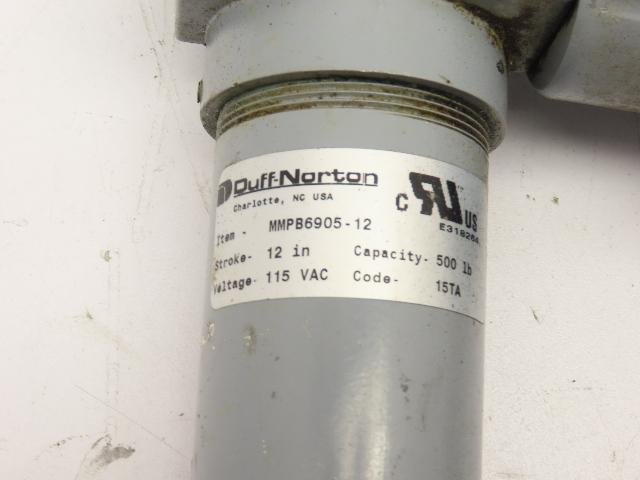 Duff-Norton
Charlotte, NC USA
C RU US
Item - MMPB6905-12
Stroke- 12 in Capacity- 500 lb
Voltage- 115 VAC Code- 15TA